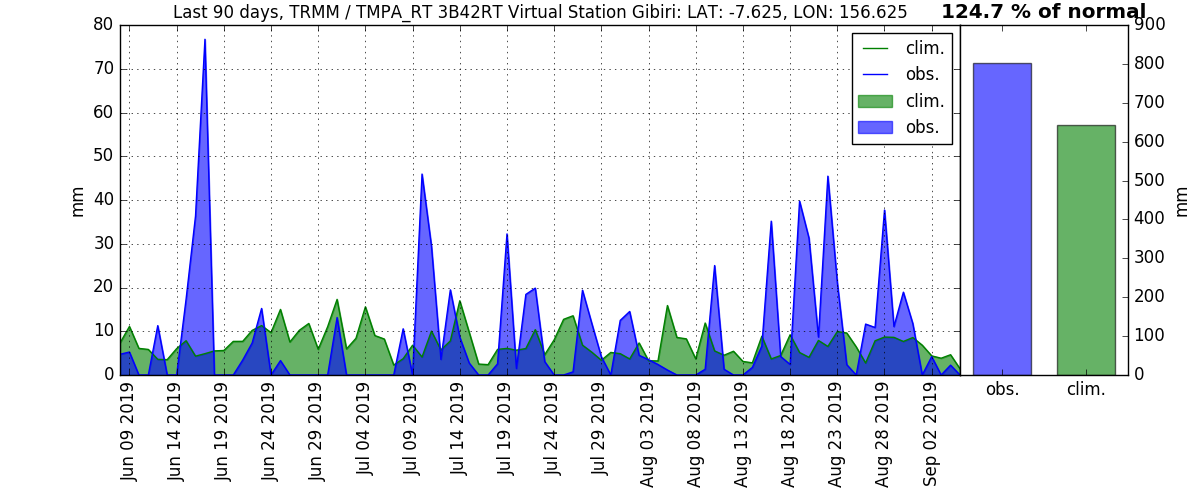 Last 90 days, TRMM / TMPA_RT 3B42RT Virtual Station Gibiri: LAT: -7.625, LON: 156.625
124.7 % of normal
80
70
60
50
40
30
20
10
0
mm
clim.
obs.
clim.
obs.
900
800
700
600
500
400
300
200
100
0
mm
obs.
clim.
Jun 09 2019
Jun 14 2019
Jun 19 2019
Jun 24 2019
Jun 29 2019
Jul 04 2019
Jul 09 2019
Jul 14 2019
Jul 19 2019
Jul 24 2019
Jul 29 2019
Aug 03 2019
Aug 08 2019
Aug 13 2019
Aug 18 2019
Aug 23 2019
Aug 28 2019
Sep 02 2019